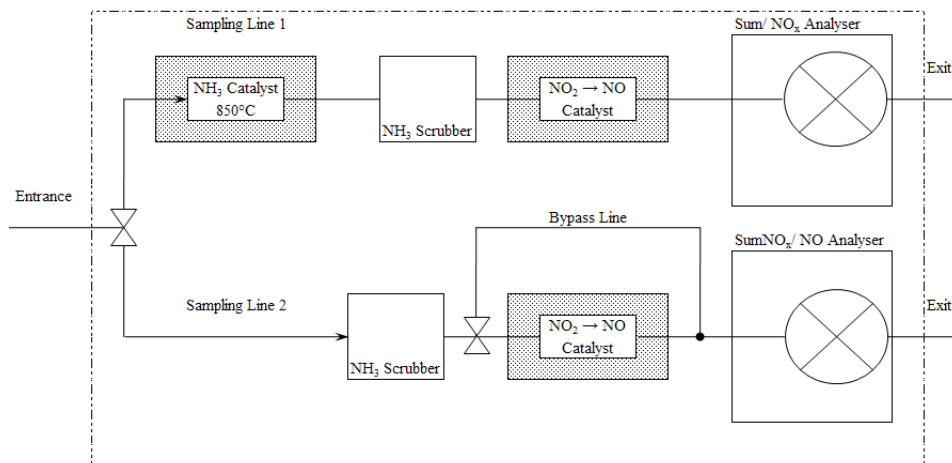 Sampling Line 1
Sum/ NOₓ Analyser
Exit
NH₃ Catalyst
850°C
NO₂ → NO
Catalyst
NH₃ Scrubber
Entrance
Bypass Line
SumNOₓ/ NO Analyser
Sampling Line 2
Exit
NO₂ → NO
Catalyst
NH₃ Scrubber